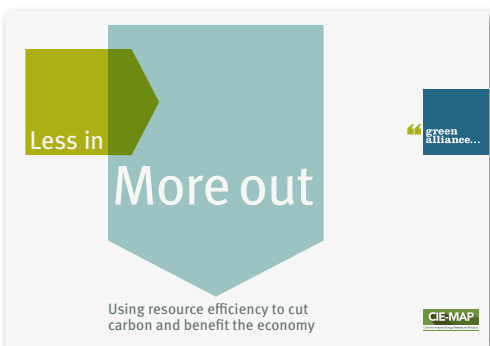 Less in
More out
“ green
alliance...
Using resource efficiency to cut
carbon and benefit the economy
CIE-MAP